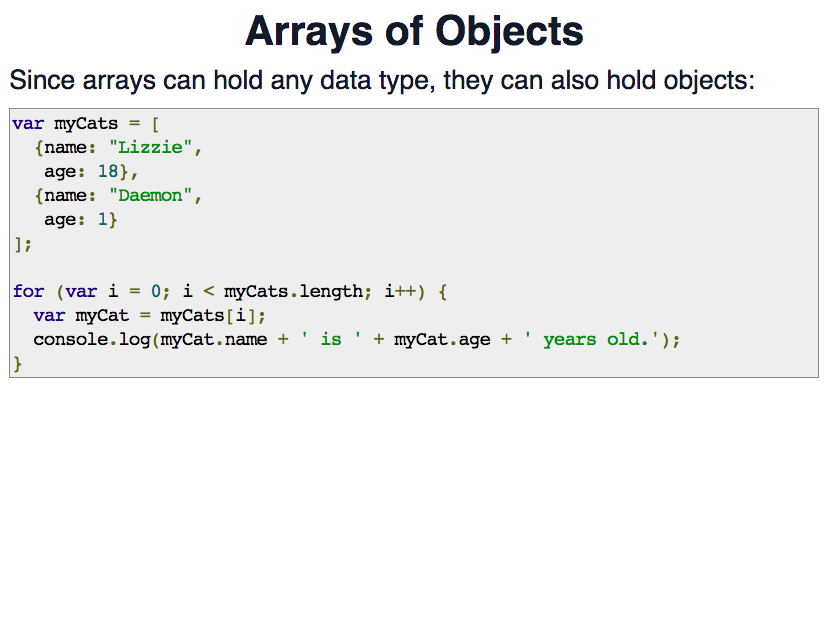 Arrays of Objects
Since arrays can hold any data type, they can also hold objects:
var myCats = [
  {name: "Lizzie",
   age: 18},
  {name: "Daemon",
   age: 1}
];

for (var i = 0; i < myCats.length; i++) {
  var myCat = myCats[i];
  console.log(myCat.name + ' is ' + myCat.age + ' years old.');
}